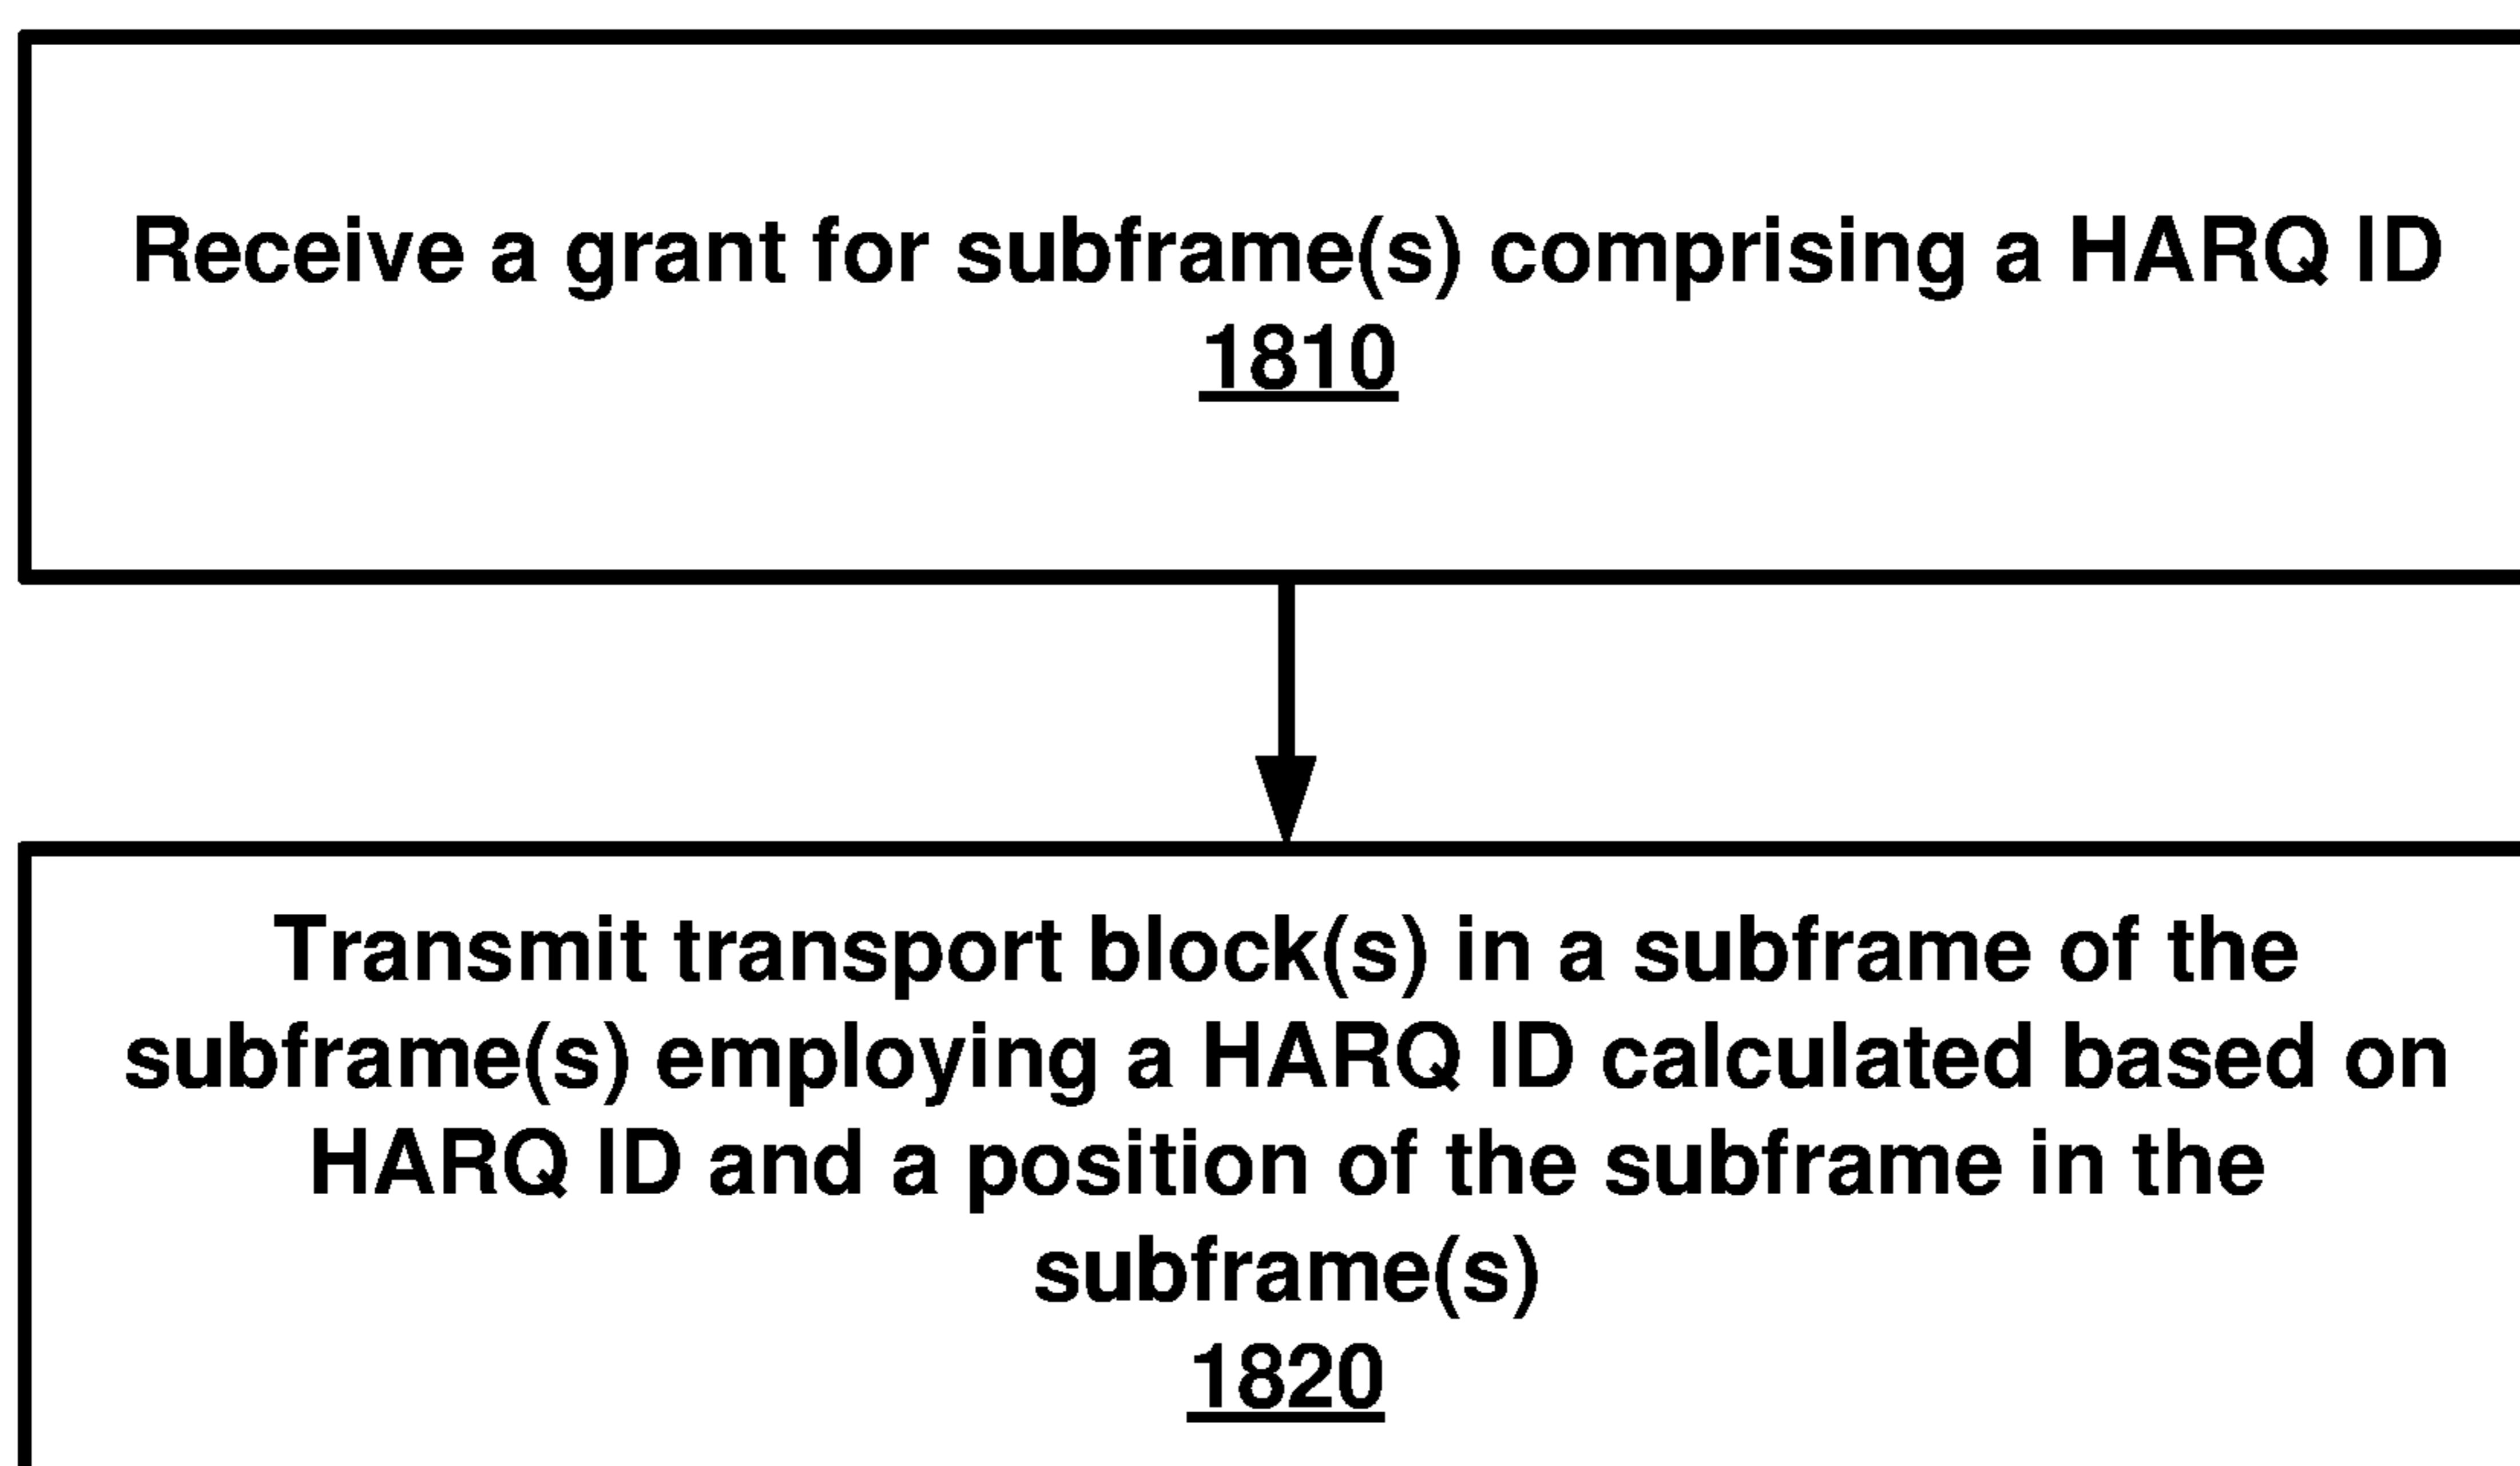 Receive a grant for subframe(s) comprising a HARQ ID
1810
Transmit transport block(s) in a subframe of the
subframe(s) employing a HARQ ID calculated based on
HARQ ID and a position of the subframe in the
subframe(s)
1820